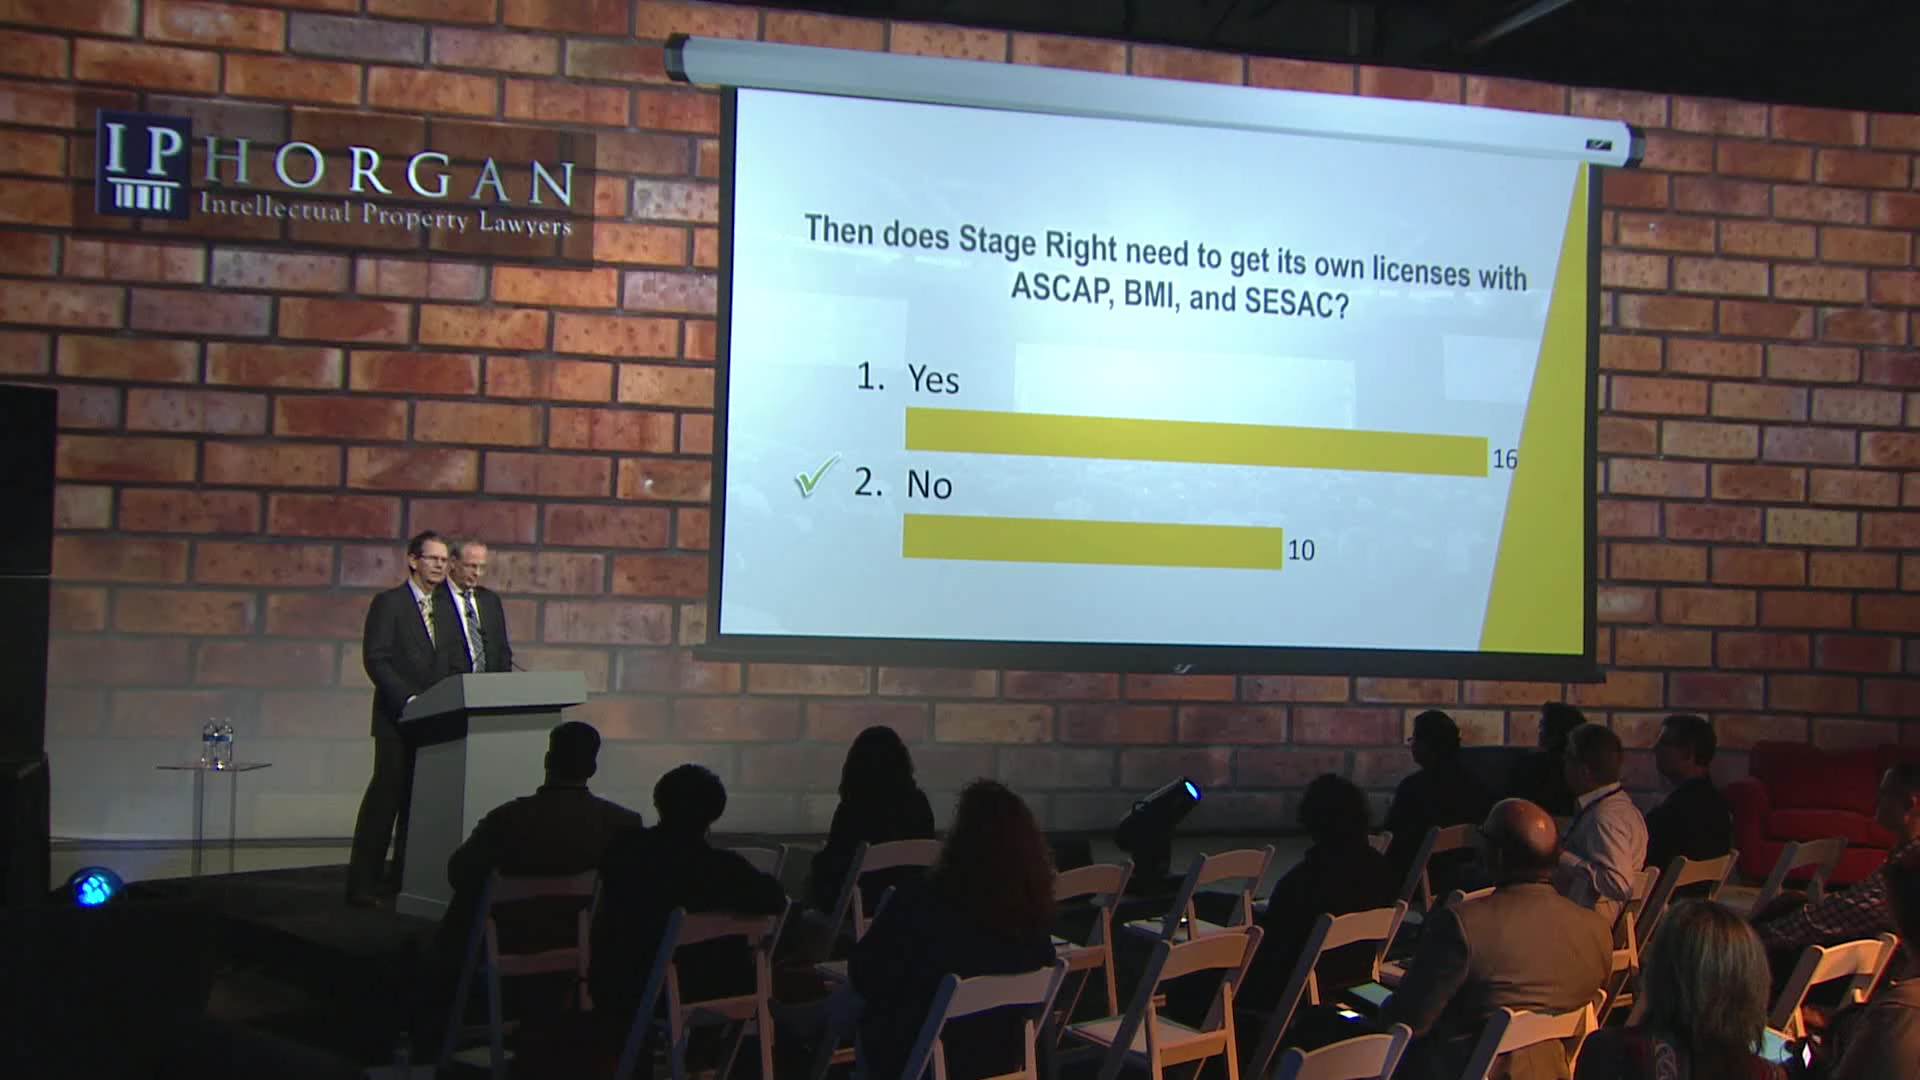 IP HORGAN
Intellectual Property Lawyers
Then does Stage Right need to get its own licenses with
ASCAP, BMI, and SESAC?
1. Yes
16
2. No
10